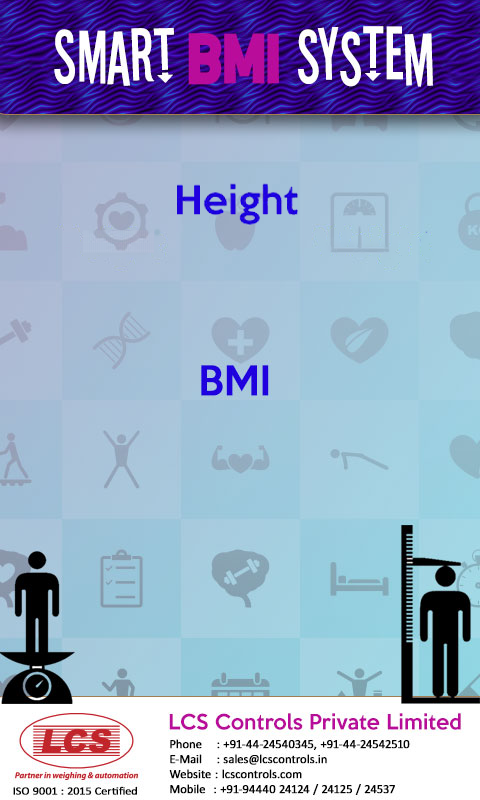 SMART BMI SYSTEM
Height
BMI
LCS
Partner in weighing & automation
ISO 9001 : 2015 Certified
LCS Controls Private Limited
Phone : +91-44-24540345, +91-44-24542510
E-Mail : sales@lcscontrols.in
Website : lcscontrols.com
Mobile : +91-94440 24124 / 24125 / 24537